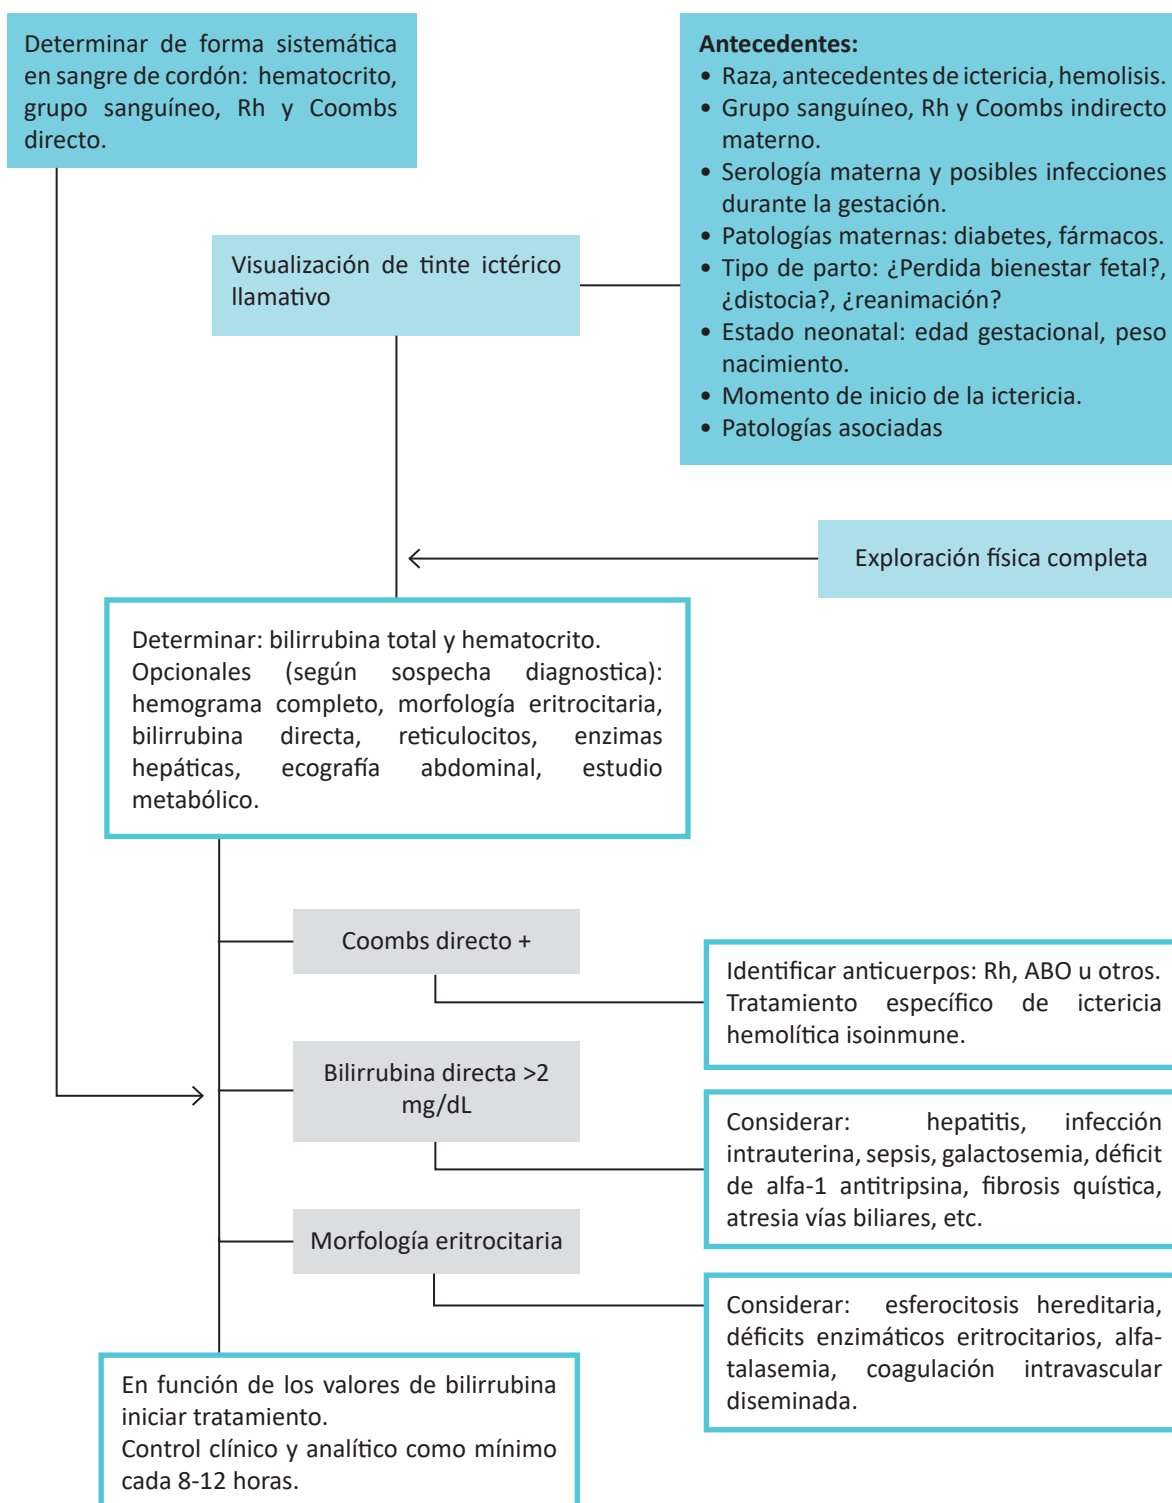 Determinar de forma sistemática
en sangre de cordón: hematocrito,
grupo sanguíneo, Rh y Coombs
directo.
Antecedentes:
• Raza, antecedentes de ictericia, hemolisis.
• Grupo sanguíneo, Rh y Coombs indirecto
materno.
• Serología materna y posibles infecciones
durante la gestación.
• Patologías maternas: diabetes, fármacos.
• Tipo de parto: ¿Perdida bienestar fetal?,
¿distocia?, ¿reanimación?
• Estado neonatal: edad gestacional, peso
nacimiento.
• Momento de inicio de la ictericia.
• Patologías asociadas
Visualización de tinte ictérico
llamativo
Exploración física completa
Determinar: bilirrubina total y hematocrito.
Opcionales (según sospecha diagnostica):
hemograma completo, morfología eritrocitaria,
bilirrubina directa, reticulocitos, enzimas
hepáticas, ecografía abdominal, estudio
metabólico.
Coombs directo +
Identificar anticuerpos: Rh, ABO u otros.
Tratamiento específico de ictericia
hemolítica isoinmune.
Bilirrubina directa >2
mg/dL
Considerar: hepatitis, infección
intrauterina, sepsis, galactosemia, déficit
de alfa-1 antitripsina, fibrosis quística,
atresia vías biliares, etc.
Morfología eritrocitaria
Considerar: esferocitosis hereditaria,
déficits enzimáticos eritrocitarios, alfa-
talasemia, coagulación intravascular
diseminada.
En función de los valores de bilirrubina
iniciar tratamiento.
Control clínico y analítico como mínimo
cada 8-12 horas.